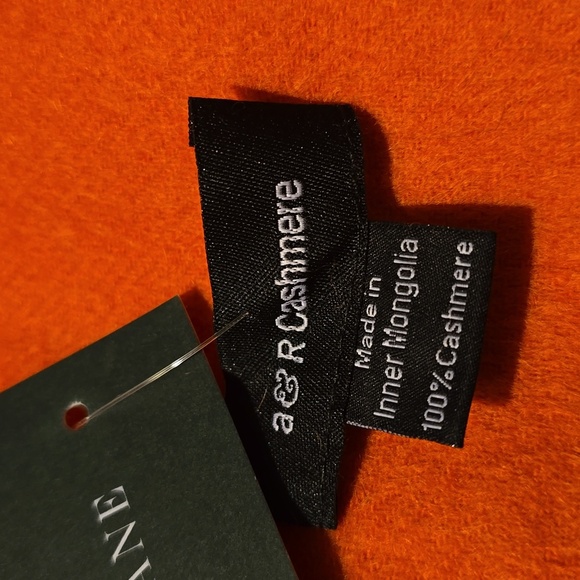 a & R Cashmere
Made in
Inner Mongolia
100% Cashmere
ANE